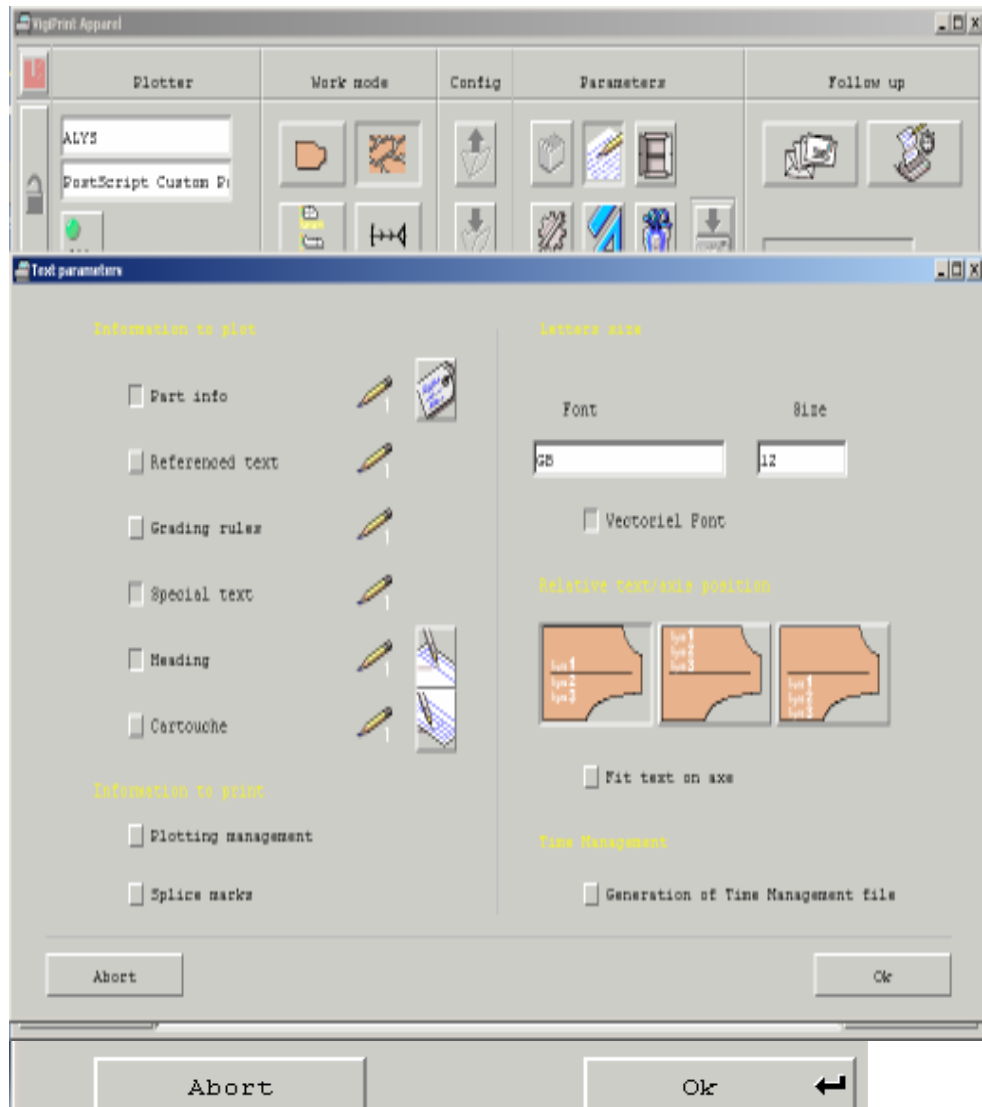 VigiPrint Apparel
Plotter Work mode Config Parameters Follow up
ALYS
PostScript Custom P
Text parameters
Information to plot
Part info
Referenced text
Grading rules
Special text
Heading
Cartouche
Information to print
Plotting management
Splice marks
Letters size
Font Size
GB 12
Vectoriel Font
Relative text/axis position
Fit text on axe
Time Management
Generation of Time Management file
Abort Ok
Abort Ok